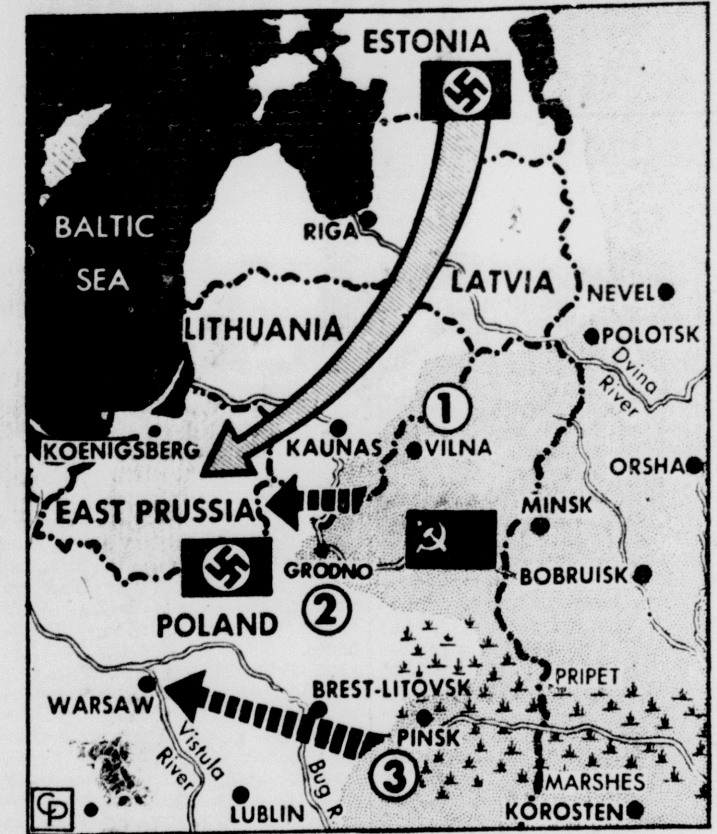 ESTONIA
BALTIC
SEA
RIGA
LATVIA
NEVEL
LITHUANIA
POLOTSK
Dvina
River
1
KOENIGSBERG
KAUNAS
VILNA
ORSHA
EAST PRUSSIA
MINSK
GRODNO
BOBRUISK
2
POLAND
PRIPET
BREST-LITOVSK
WARSAW
PINSK
Vistula
River
3
Bug R.
MARSHES
CP
LUBLIN
KOROSTEN